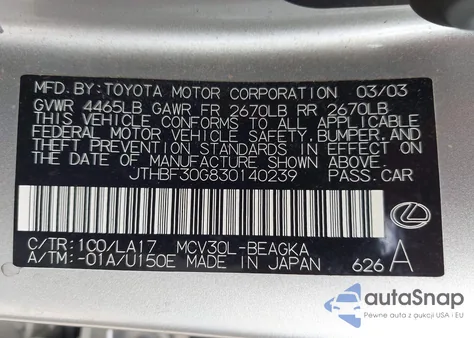 MFD. BY: TOYOTA MOTOR CORPORATION 03/03
GVWR 4465LB GAWR FR 2670LB RR 2670LB
THIS VEHICLE CONFORMS TO ALL APPLICABLE
FEDERAL MOTOR VEHICLE SAFETY, BUMPER, AND
THEFT PREVENTION STANDARDS IN EFFECT ON
THE DATE OF MANUFACTURE SHOWN ABOVE.
JTHBF30G830140239 PASS. CAR
C/TR: 1C0/LA17 MCV30L-BEAGKA
A/TM: -01A/U150E MADE IN JAPAN 626 A
autoSnap
Pewne auta z aukcji USA i EU